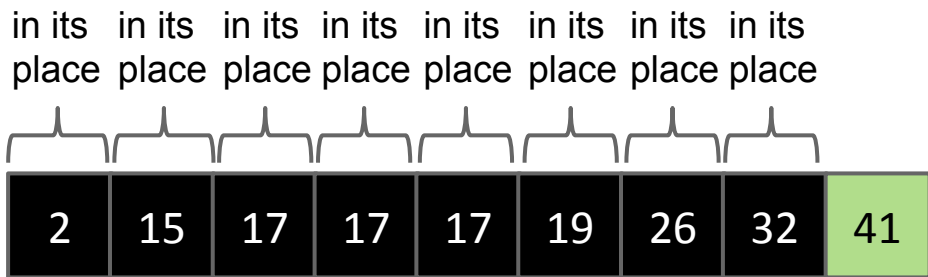 in its in its in its in its in its in its in its in its
place place place place place place place place
2 15 17 17 17 19 26 32 41